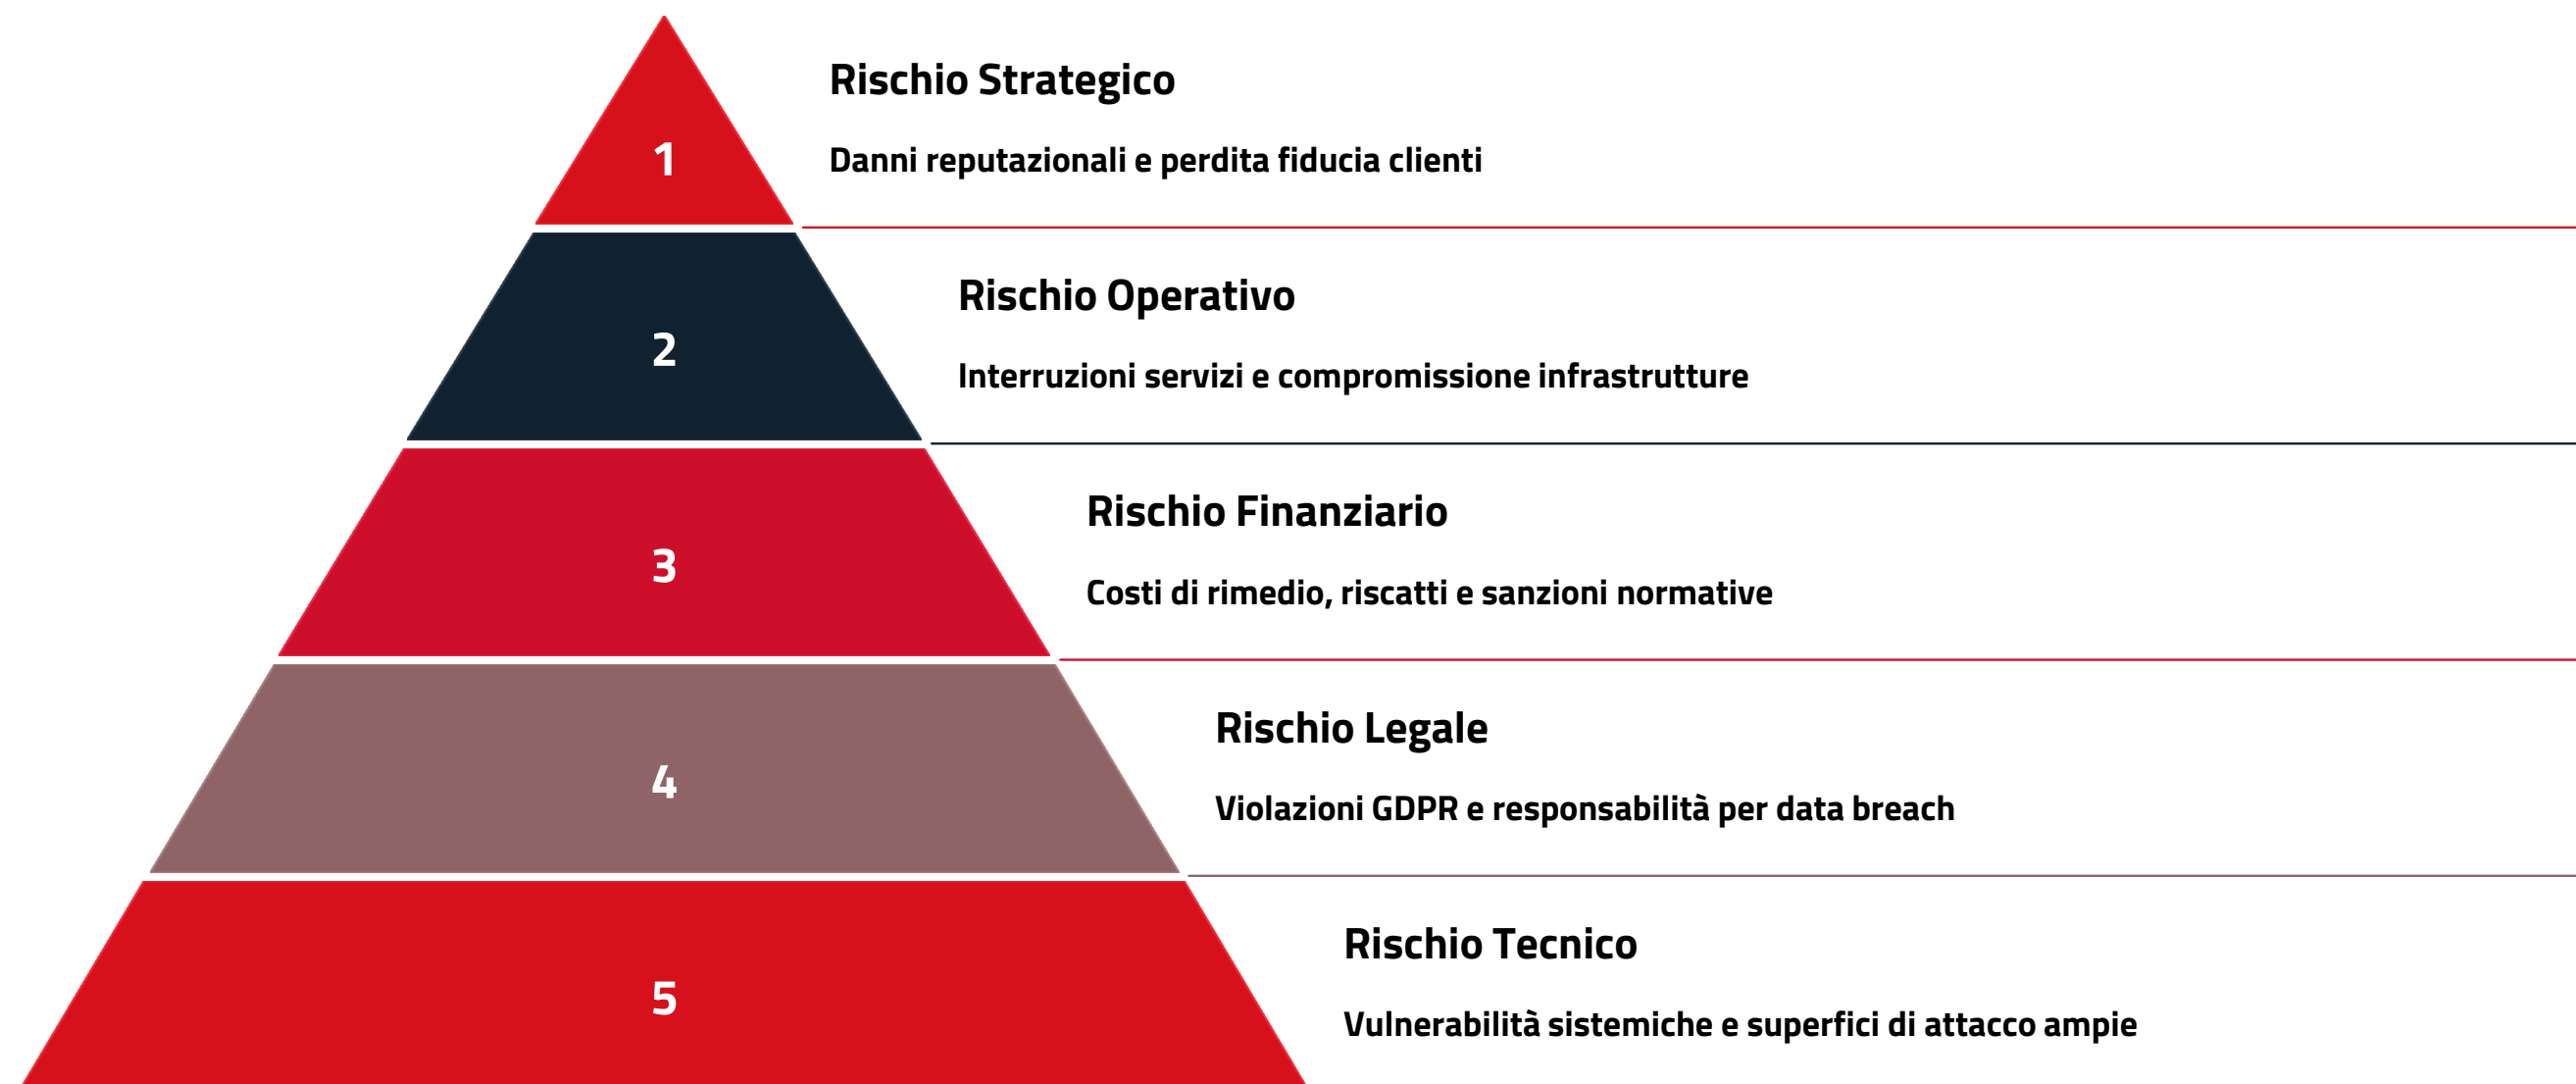 Rischio Strategico
1
Danni reputazionali e perdita fiducia clienti
Rischio Operativo
2
Interruzioni servizi e compromissione infrastrutture
Rischio Finanziario
3
Costi di rimedio, riscatti e sanzioni normative
Rischio Legale
4
Violazioni GDPR e responsabilità per data breach
Rischio Tecnico
5
Vulnerabilità sistemiche e superfici di attacco ampie